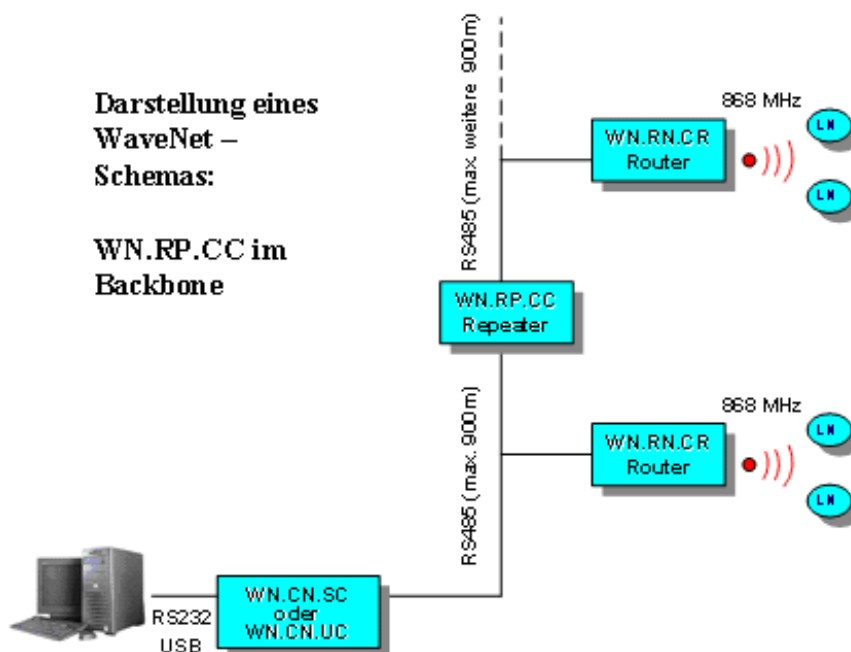 Darstellung eines
WaveNet –
Schemas:
WN.RP.CC im
Backbone
RS485 (max. weitere 900m)
WN.RN.CR
Router
868 MHz
LN
LN
WN.RP.CC
Repeater
RS485 (max. 900m)
WN.RN.CR
Router
868 MHz
LN
LN
RS232
USB
WN.CN.SC
oder
WN.CN.UC